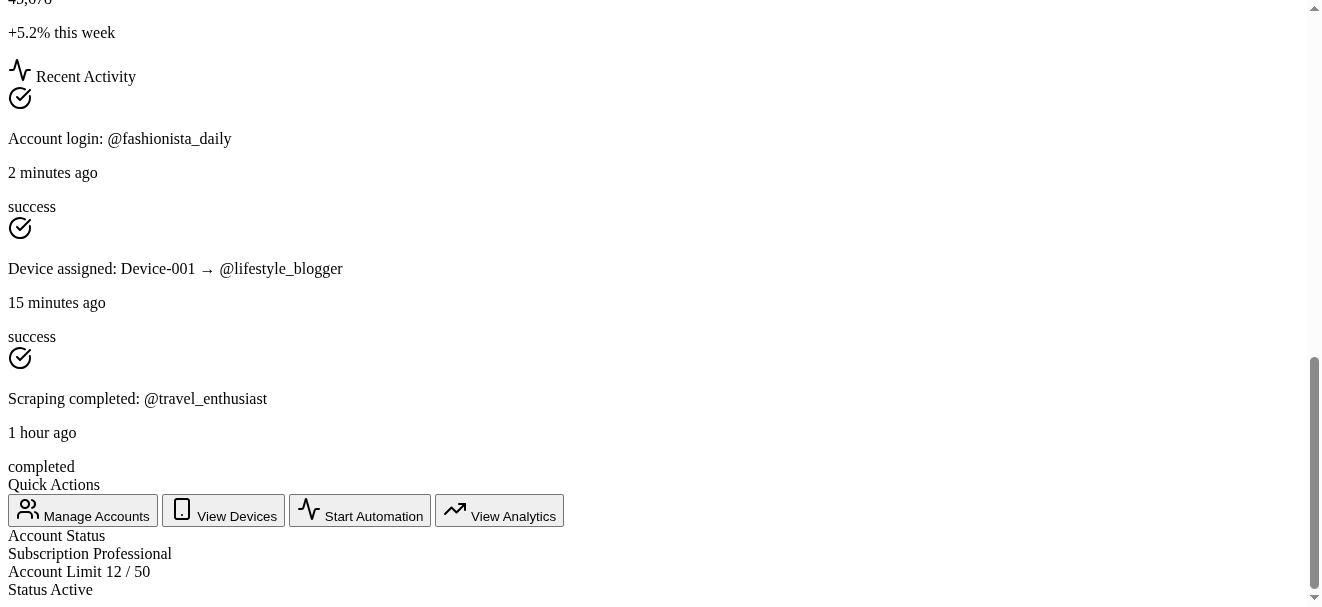 +5.2% this week
Recent Activity
Account login: @fashionista_daily
2 minutes ago
success
Device assigned: Device-001 → @lifestyle_blogger
15 minutes ago
success
Scraping completed: @travel_enthusiast
1 hour ago
completed
Quick Actions
Manage Accounts View Devices Start Automation View Analytics
Account Status
Subscription Professional
Account Limit 12 / 50
Status Active